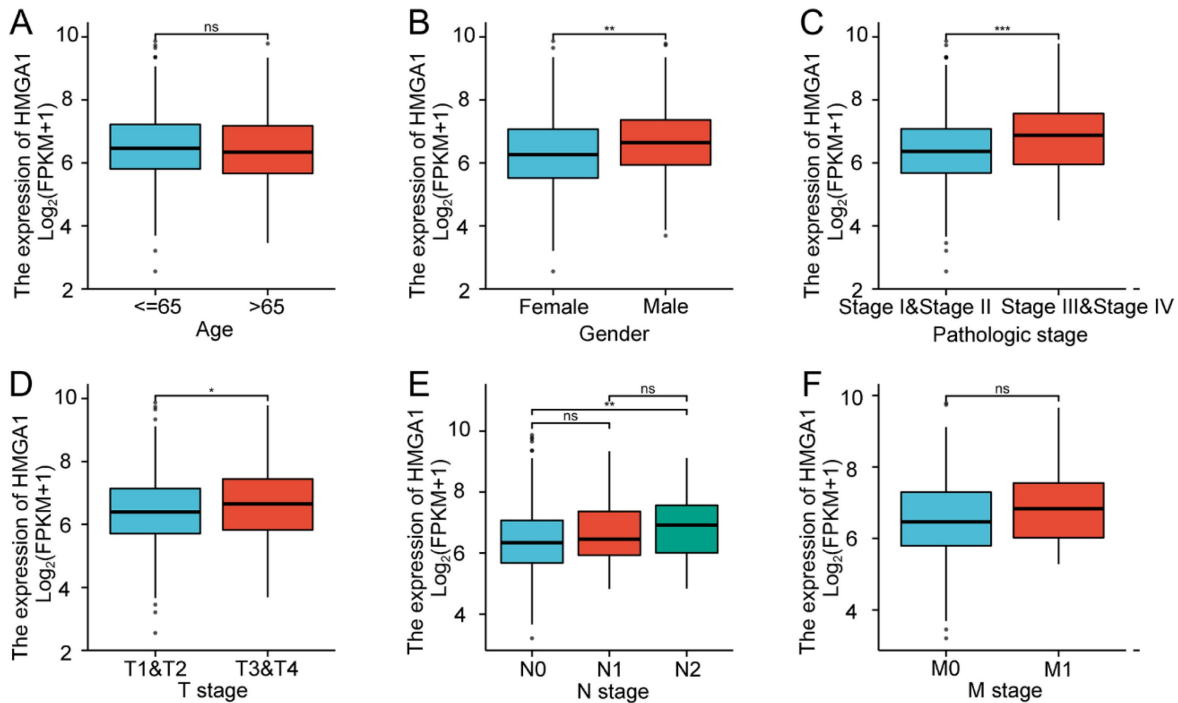 A
The expression of HMGA1
Log₂(FPKM+1)
10
8
6
4
2
ns
<=65
>65
Age
B
The expression of HMGA1
Log₂(FPKM+1)
10
8
6
4
2
**
Female
Male
Gender
C
The expression of HMGA1
Log₂(FPKM+1)
10
8
6
4
2
***
Stage I&Stage II
Stage III&Stage IV
Pathologic stage
D
The expression of HMGA1
Log₂(FPKM+1)
10
8
6
4
2
*
T1&T2
T3&T4
T stage
E
The expression of HMGA1
Log₂(FPKM+1)
10
8
6
4
ns
**
ns
N0
N1
N2
N stage
F
The expression of HMGA1
Log₂(FPKM+1)
10
8
6
4
ns
M0
M1
M stage